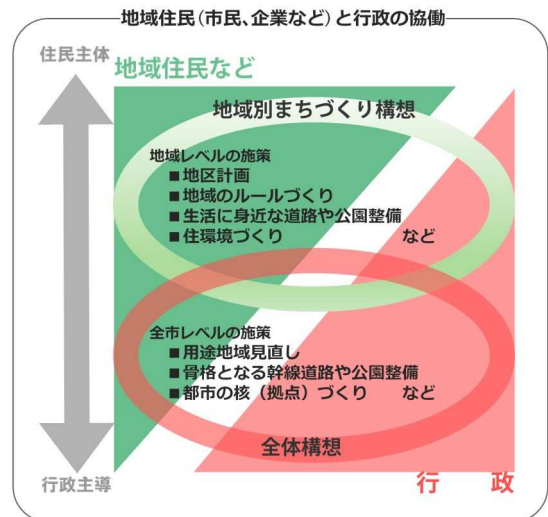 地域住民(市民、企業など)と行政の協働
住民主体
地域住民など
地域別まちづくり構想
地域レベルの施策
■地区計画
■地域のルールづくり
■生活に身近な道路や公園整備
■住環境づくり など
全市レベルの施策
■用途地域見直し
■骨格となる幹線道路や公園整備
■都市の核(拠点)づくり など
全体構想
行政主導
行 政